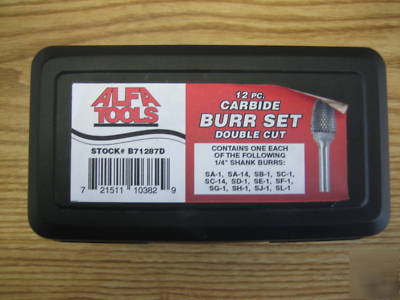 ALFA
TOOLS
STOCK# B71287D
7 21511 10382 9
12 PC.
CARBIDE
BURR SET
DOUBLE CUT
CONTAINS ONE EACH
OF THE FOLLOWING
1/4" SHANK BURRS:
SA-1, SA-14, SB-1, SC-1,
SC-14, SD-1, SE-1, SF-1,
SG-1, SH-1, SJ-1, SL-1